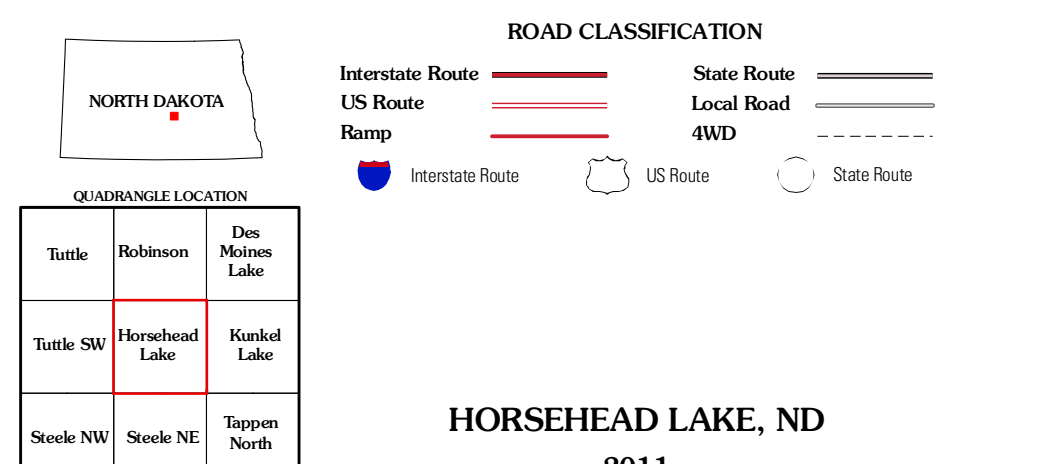 ROAD CLASSIFICATION
Interstate Route
State Route
US Route
Local Road
Ramp
4WD
Interstate Route
US Route
State Route
NORTH DAKOTA
QUADRANGLE LOCATION
Tuttle
Robinson
Des
Moines
Lake
Tuttle SW
Horsehead
Lake
Kunkel
Lake
Steele NW
Steele NE
Tappen
North
HORSEHEAD LAKE, ND
2011